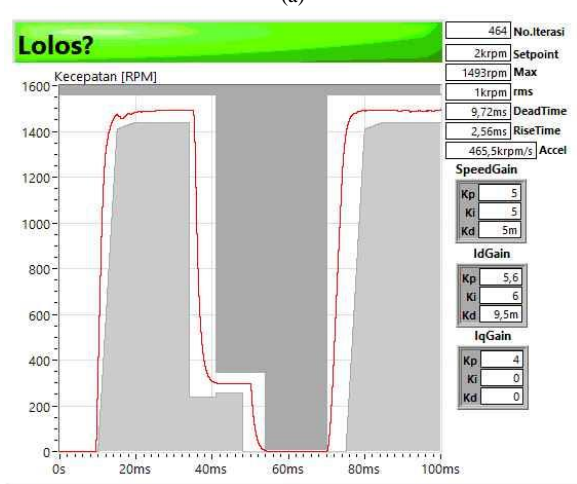 (a)
Lolos?
464 No.Iterasi
2krpm Setpoint
1493rpm Max
1krpm rms
9,72ms DeadTime
2,56ms RiseTime
465,5krpm/s Accel
Kecepatan [RPM]
1600
1400
1200
1000
800
600
400
200
0
0s 20ms 40ms 60ms 80ms 100ms
SpeedGain
Kp 5
Ki 5
Kd 5m
IdGain
Kp 5,6
Ki 6
Kd 9,5m
IqGain
Kp 4
Ki 0
Kd 0